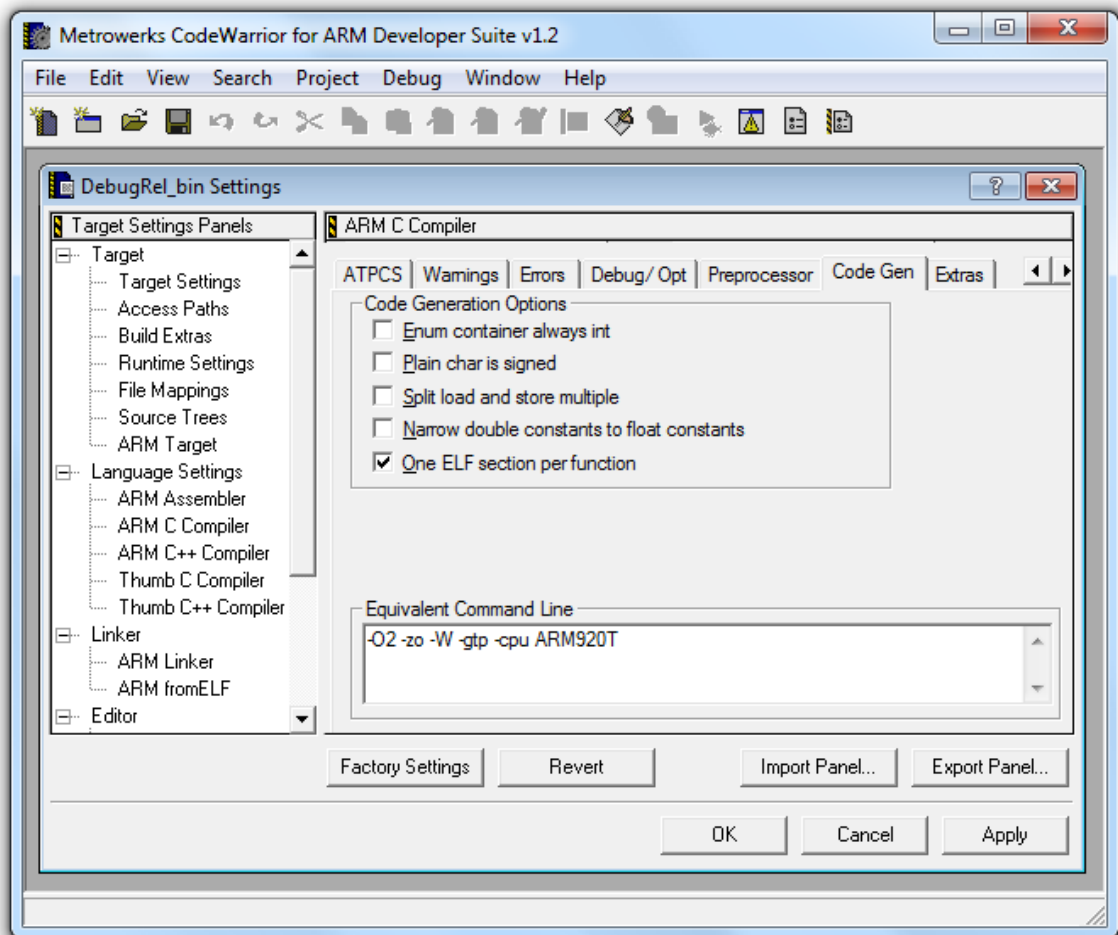 Metrowerks CodeWarrior for ARM Developer Suite v1.2
File Edit View Search Project Debug Window Help
DebugRel_bin Settings
Target Settings Panels
Target
Target Settings
Access Paths
Build Extras
Runtime Settings
File Mappings
Source Trees
ARM Target
Language Settings
ARM Assembler
ARM C Compiler
ARM C++ Compiler
Thumb C Compiler
Thumb C++ Compiler
Linker
ARM Linker
ARM fromELF
Editor
ARM C Compiler
ATPCS Warnings Errors Debug/ Opt Preprocessor Code Gen Extras
Code Generation Options
Enum container always int
Plain char is signed
Split load and store multiple
Narrow double constants to float constants
One ELF section per function
Equivalent Command Line
-O2 -zo -W -gtp -cpu ARM920T
Factory Settings Revert Import Panel... Export Panel...
OK Cancel Apply